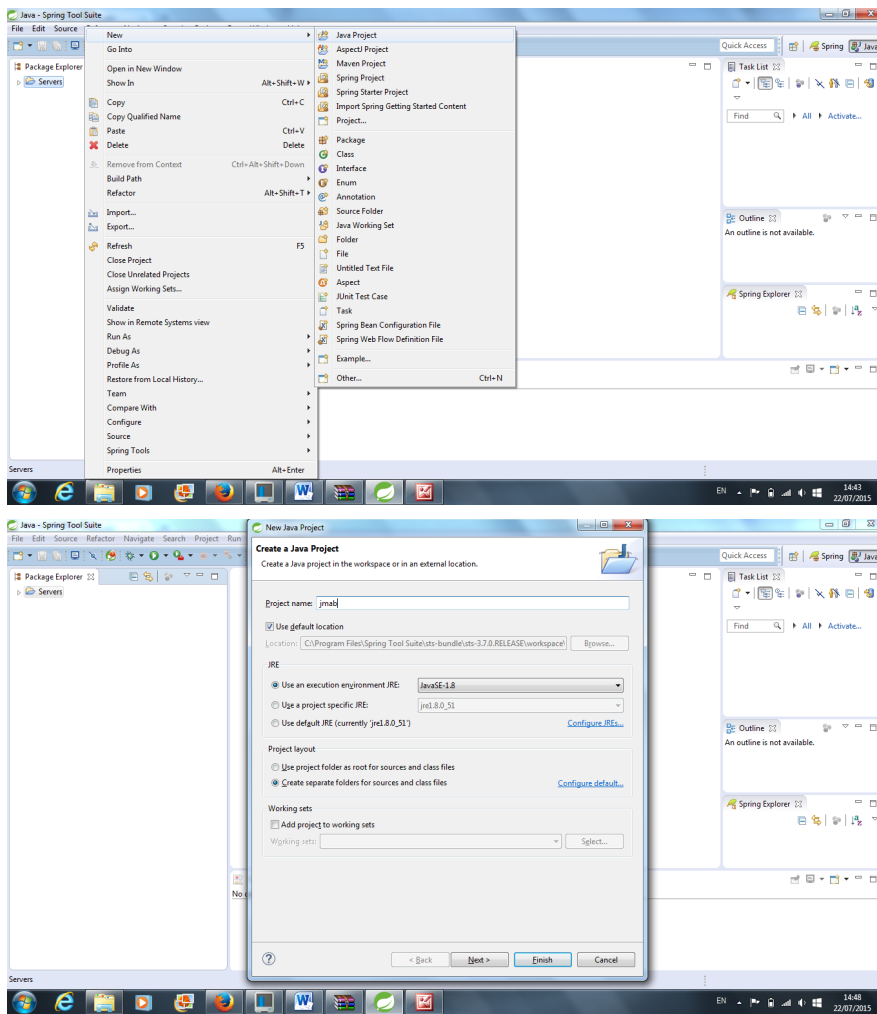 Java - Spring Tool Suite
File Edit Source
New
Go Into
Open in New Window
Show In Alt+Shift+W
Copy Ctrl+C
Copy Qualified Name
Paste Ctrl+V
Delete Delete
Remove from Context Ctrl+Alt+Shift+Down
Build Path
Refactor Alt+Shift+T
Import...
Export...
Refresh F5
Close Project
Close Unrelated Projects
Assign Working Sets...
Validate
Show in Remote Systems view
Run As
Debug As
Profile As
Restore from Local History...
Team
Compare With
Configure
Source
Spring Tools
Properties Alt+Enter
Java Project
AspectJ Project
Maven Project
Spring Project
Spring Starter Project
Import Spring Getting Started Content
Project...
Package
Class
Interface
Enum
Annotation
Source Folder
Java Working Set
Folder
File
Untitled Text File
Aspect
JUnit Test Case
Task
Spring Bean Configuration File
Spring Web Flow Definition File
Example...
Other... Ctrl+N
Package Explorer
Servers
Quick Access Spring Java
Task List
Find All Activate...
Outline
An outline is not available.
Spring Explorer
Servers
EN 14:43
22/07/2015
Java - Spring Tool Suite
File Edit Source Refactor Navigate Search Project Run
Package Explorer
Servers
New Java Project
Create a Java Project
Create a Java project in the workspace or in an external location.
Project name: jmab
Use default location
Location: C:\Program Files\Spring Tool Suite\sts-bundle\sts-3.7.0.RELEASE\workspace\ Browse...
JRE
Use an execution environment JRE: JavaSE-1.8
Use a project specific JRE: jre1.8.0_51
Use default JRE (currently 'jre1.8.0_51') Configure JREs...
Project layout
Use project folder as root for sources and class files
Create separate folders for sources and class files Configure default...
Working sets
Add project to working sets
Working sets: Select...
< Back Next > Finish Cancel
Quick Access Spring Java
Task List
Find All Activate...
Outline
An outline is not available.
Spring Explorer
Servers
EN 14:48
22/07/2015